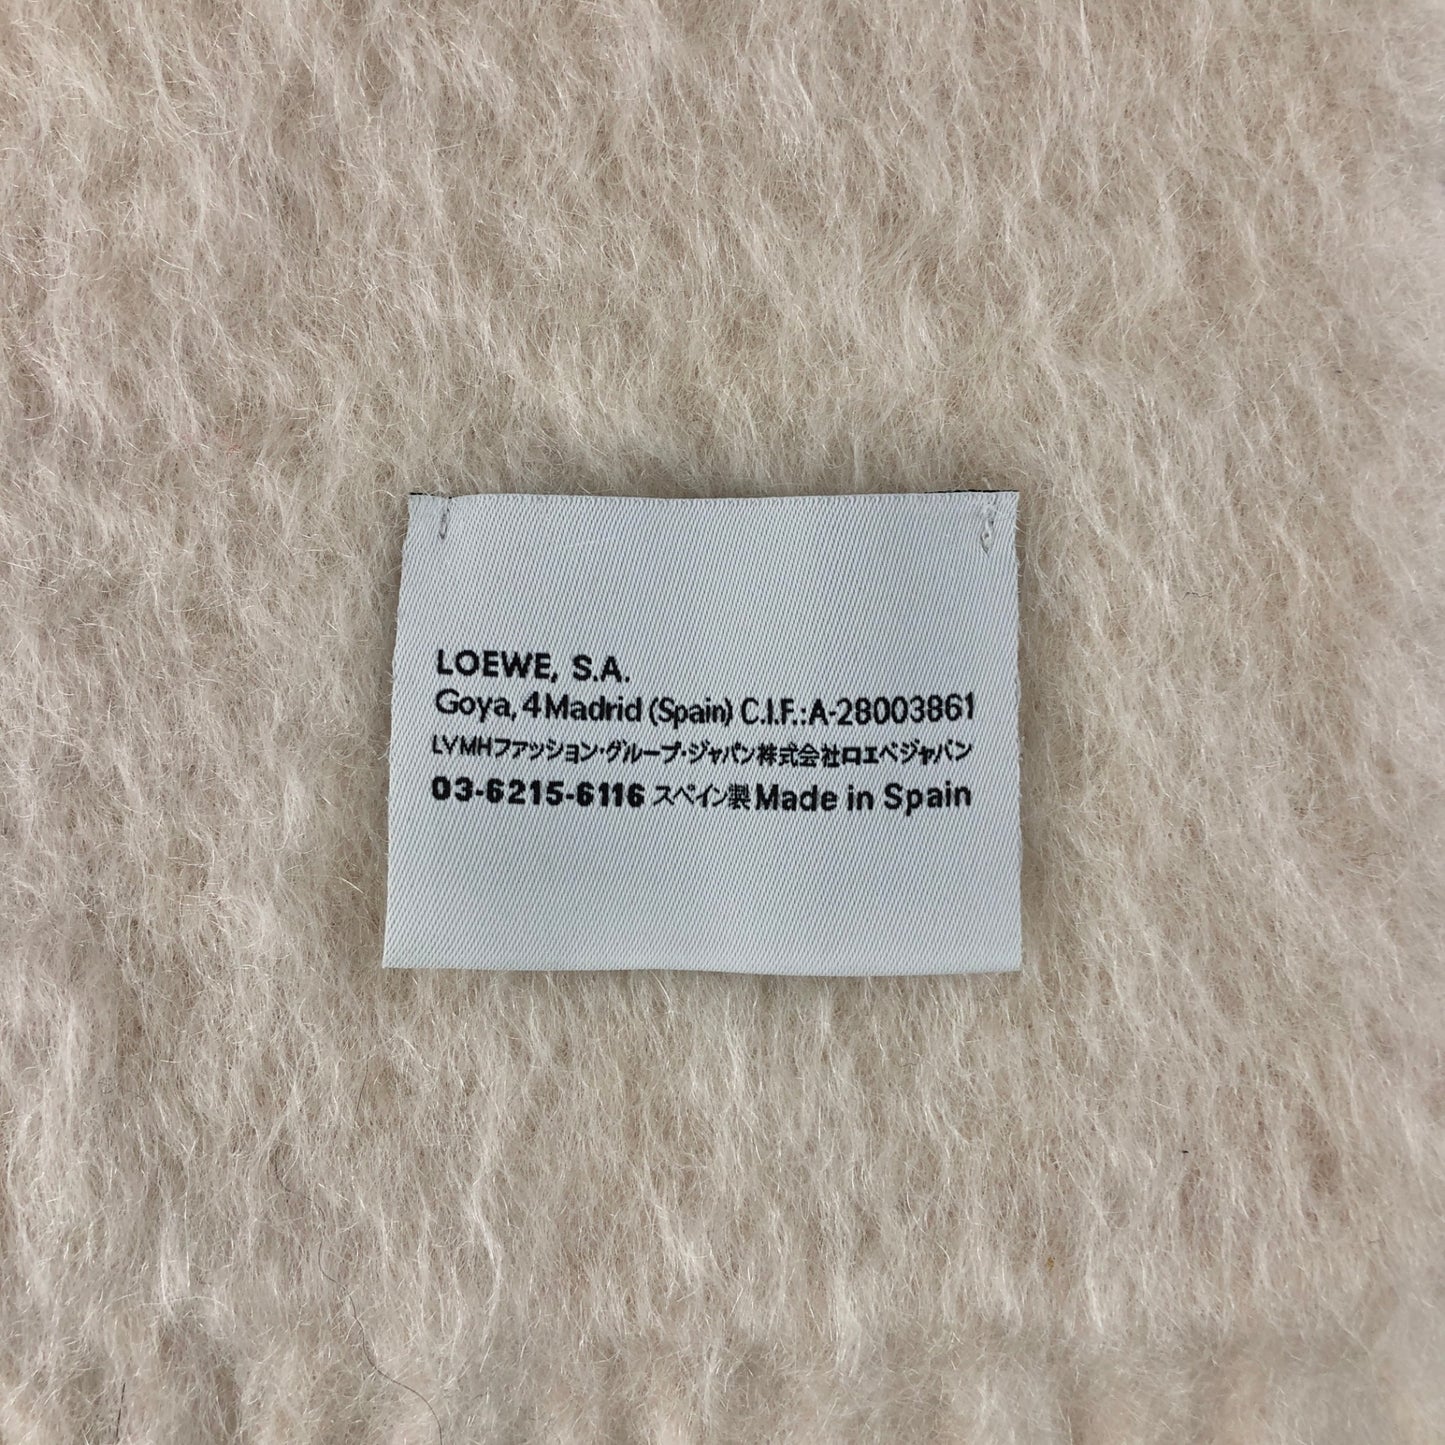 LOEWE, S.A.
Goya, 4 Madrid (Spain) C.I.F.:A-28003861
LVMHファッション・グループ・ジャパン株式会社ロエベジャパン
03-6215-6116 スペイン製 Made in Spain